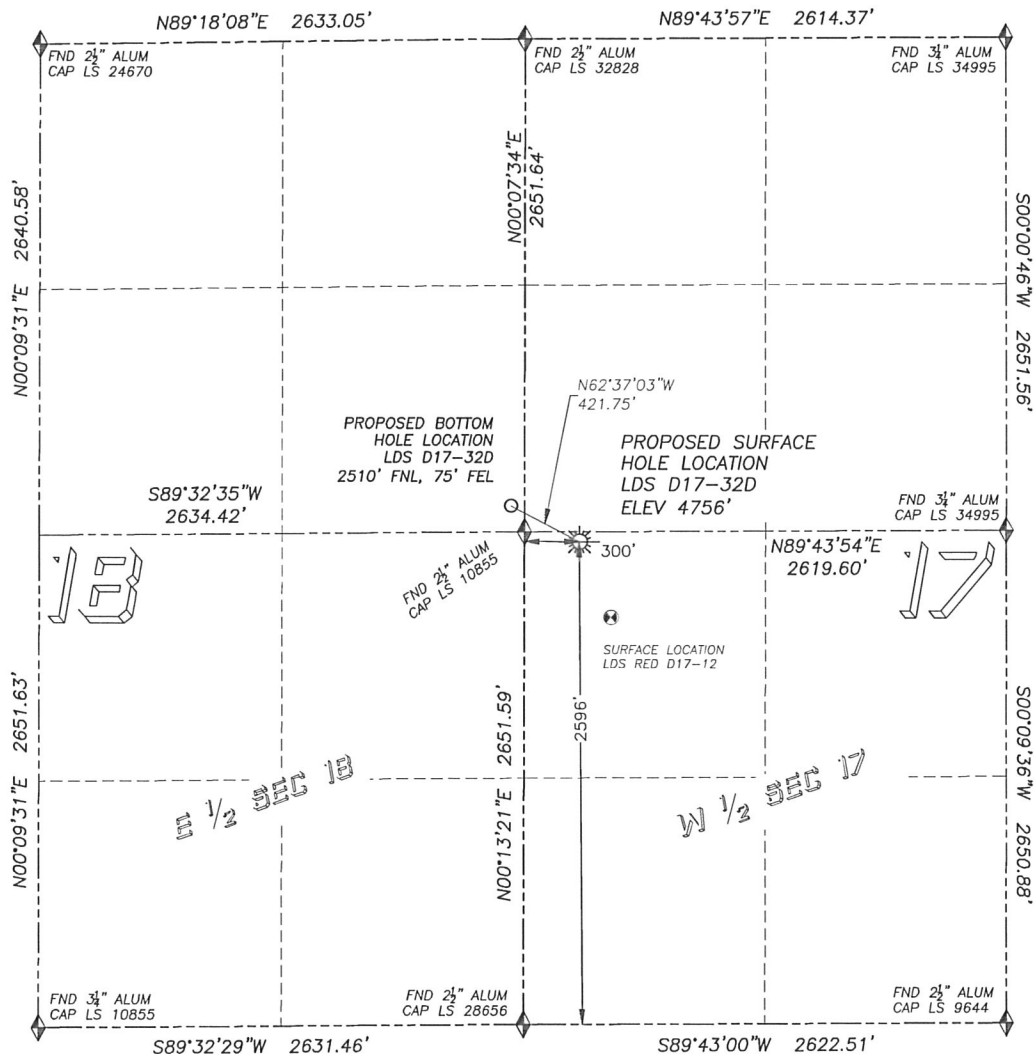 N89°18'08"E 2633.05'
N89°43'57"E 2614.37'
FND 2½" ALUM
CAP LS 24670
FND 2½" ALUM
CAP LS 32828
FND 3¼" ALUM
CAP LS 34995
N00°09'31"E 2640.58'
N00°07'34"E
2651.64'
S00°00'46"W 2651.56'
N62°37'03"W
421.75'
PROPOSED BOTTOM
HOLE LOCATION
LDS D17-32D
2510' FNL, 75' FEL
PROPOSED SURFACE
HOLE LOCATION
LDS D17-32D
ELEV 4756'
S89°32'35"W
2634.42'
FND 3¼" ALUM
CAP LS 34995
FND 2½" ALUM
CAP LS 10855
300'
N89°43'54"E
2619.60'
18
17
SURFACE LOCATION
LDS RED D17-12
N00°09'31"E 2651.63'
N00°13'21"E 2651.59'
2596'
S00°09'36"W 2650.88'
E ½ SEC 18
W ½ SEC 17
FND 3¼" ALUM
CAP LS 10855
FND 2½" ALUM
CAP LS 28656
FND 2½" ALUM
CAP LS 9644
S89°32'29"W 2631.46'
S89°43'00"W 2622.51'